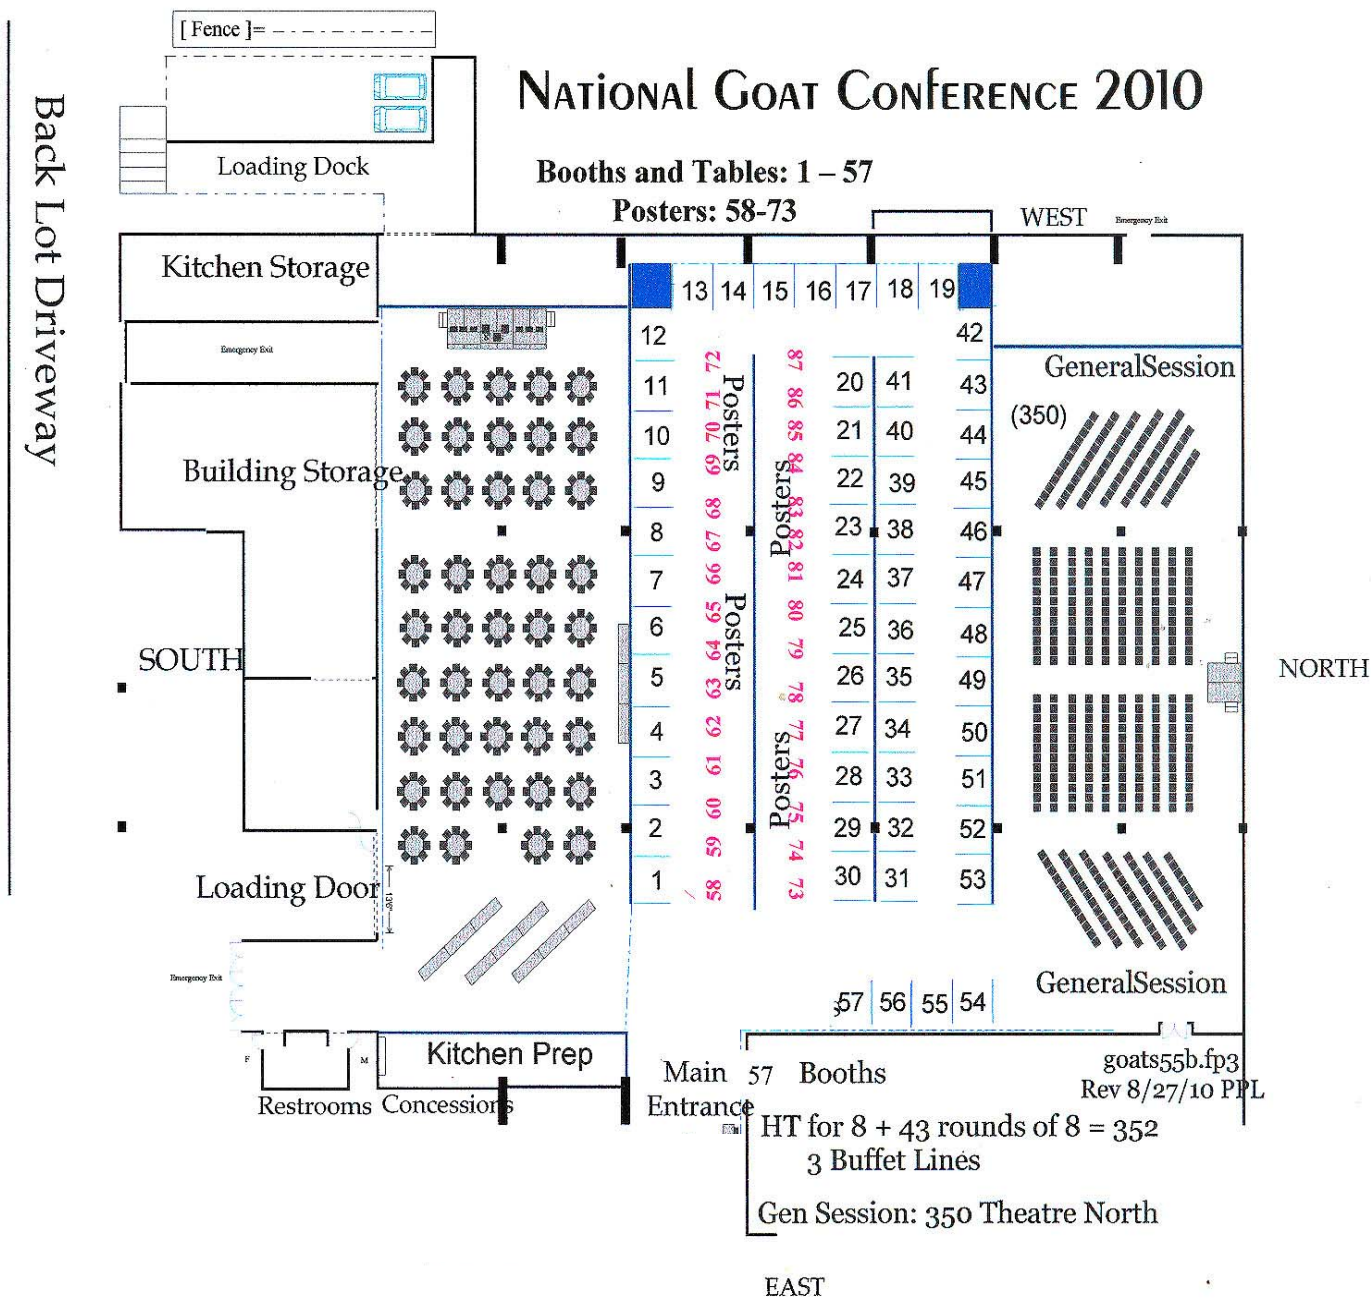 [ Fence ]=
NATIONAL GOAT CONFERENCE 2010
Back Lot Driveway
Loading Dock
Booths and Tables: 1 – 57
Posters: 58-73
WEST
Emergency Exit
Kitchen Storage
13 14 15 16 17 18 19
Emergency Exit
12
42
GeneralSession
(350)
Building Storage
11
10
9
8
7
6
5
4
3
2
1
72
71
70
69
68
67
66
65
64
63
62
61
60
59
58
Posters
Posters
87
86
85
84
83
82
81
80
79
78
77
76
75
74
73
Posters
Posters
20 41
21 40
22 39
23 38
24 37
25 36
26 35
27 34
28 33
29 32
30 31
43
44
45
46
47
48
49
50
51
52
53
SOUTH
NORTH
Loading Door
13'6"
Emergency Exit
57 56 55 54
GeneralSession
F
M
Kitchen Prep
Restrooms
Concessions
Main
Entrance
57 Booths
goats55b.fp3
Rev 8/27/10 PPL
HT for 8 + 43 rounds of 8 = 352
3 Buffet Lines
Gen Session: 350 Theatre North
EAST